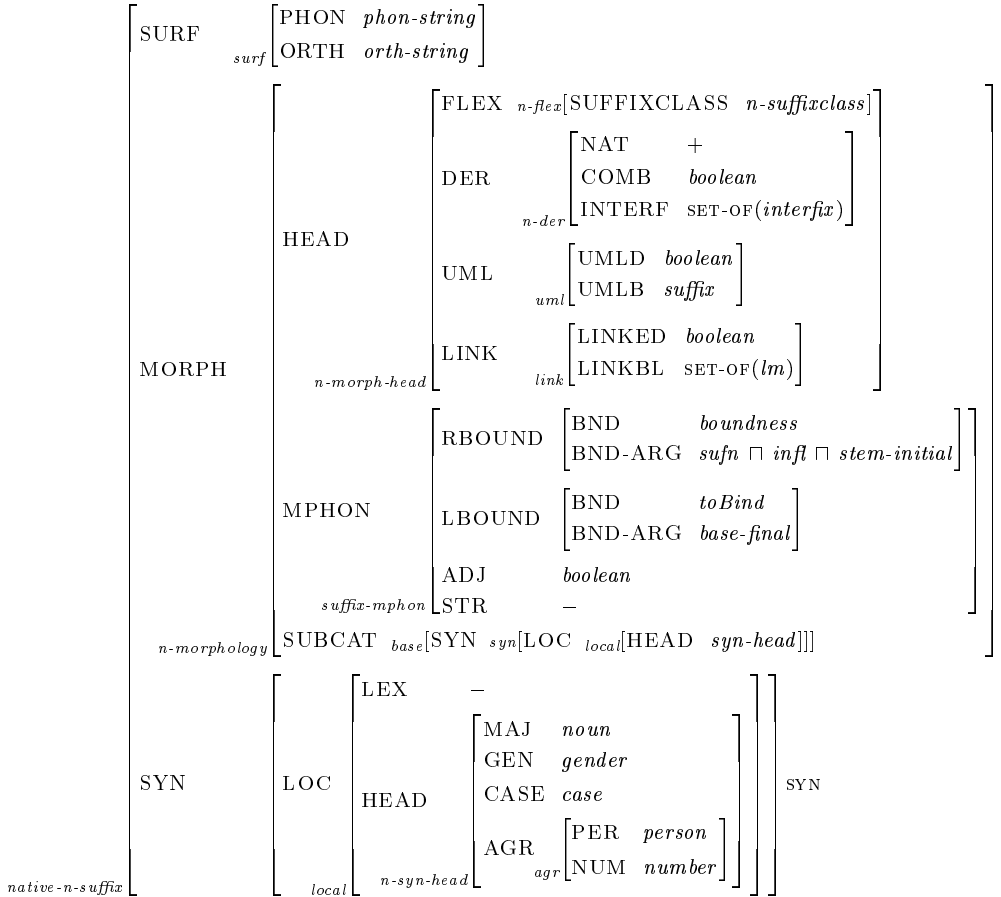 SURF surf PHON phon-string
ORTH orth-string
MORPH
HEAD
FLEX n-flex[SUFFIXCLASS n-suffixclass]
DER n-der NAT +
COMB boolean
INTERF SET-OF(interfix)
UML uml UMLD boolean
UMLB suffix
LINK link LINKED boolean
LINKBL SET-OF(lm)
n-morph-head
MPHON
RBOUND BND boundness
BND-ARG sufn ⊓ infl ⊓ stem-initial
LBOUND BND toBind
BND-ARG base-final
ADJ boolean
STR −
suffix-mphon
SUBCAT base[SYN syn[LOC local[HEAD syn-head]]]
n-morphology
SYN
LOC
LEX −
HEAD
MAJ noun
GEN gender
CASE case
AGR agr PER person
NUM number
n-syn-head
local
SYN
native-n-suffix